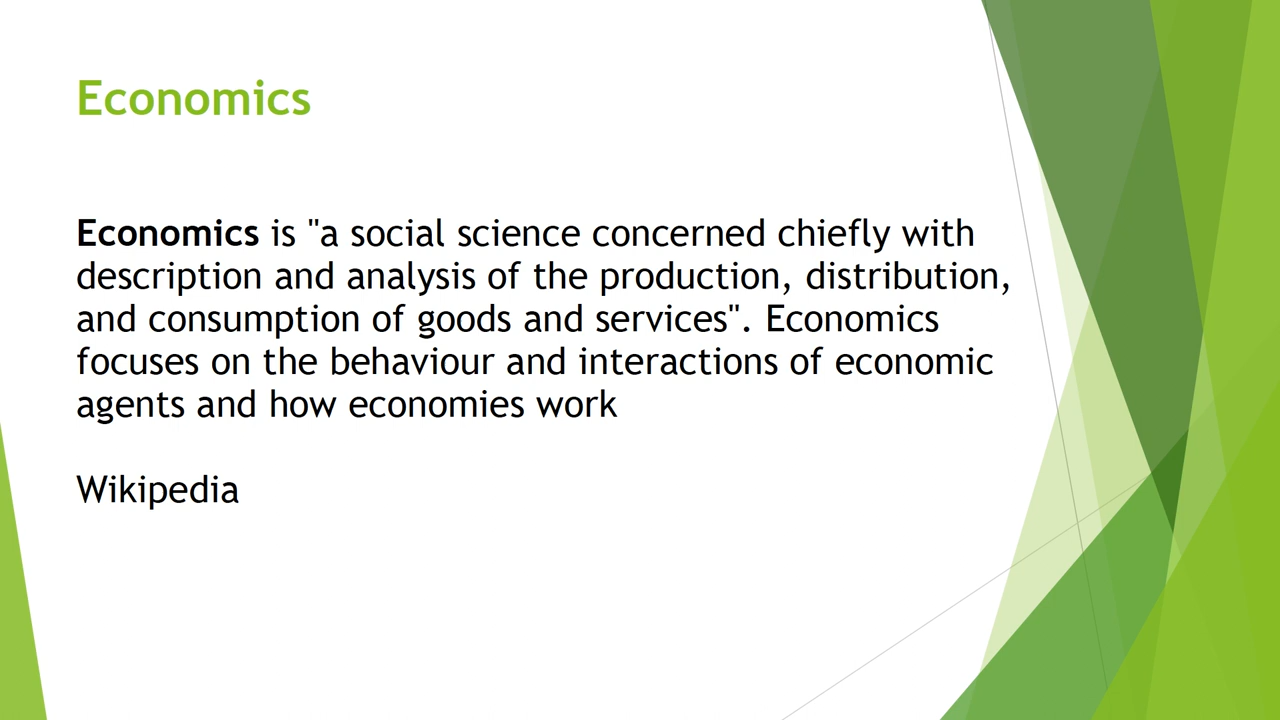 Economics
Economics is "a social science concerned chiefly with
description and analysis of the production, distribution,
and consumption of goods and services". Economics
focuses on the behaviour and interactions of economic
agents and how economies work
Wikipedia